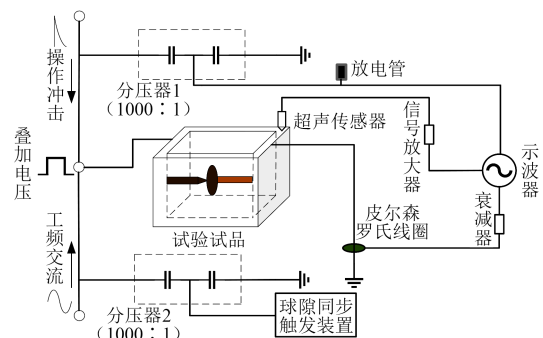 操作冲击
分压器1
(1000∶1)
放电管
超声传感器
信号放大器
示波器
叠加电压
试验试品
皮尔森
罗氏线圈
衰减器
工频交流
分压器2
(1000∶1)
球隙同步
触发装置